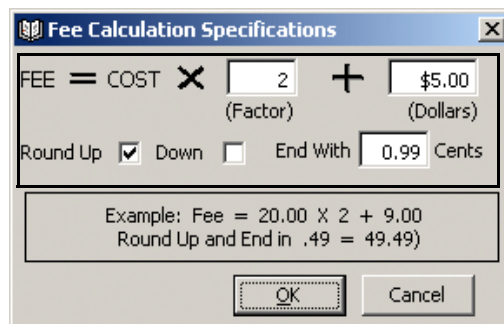 Fee Calculation Specifications
FEE = COST X 2 + $5.00
(Factor) (Dollars)
Round Up Down End With 0.99 Cents
Example: Fee = 20.00 X 2 + 9.00
Round Up and End in .49 = 49.49)
OK Cancel